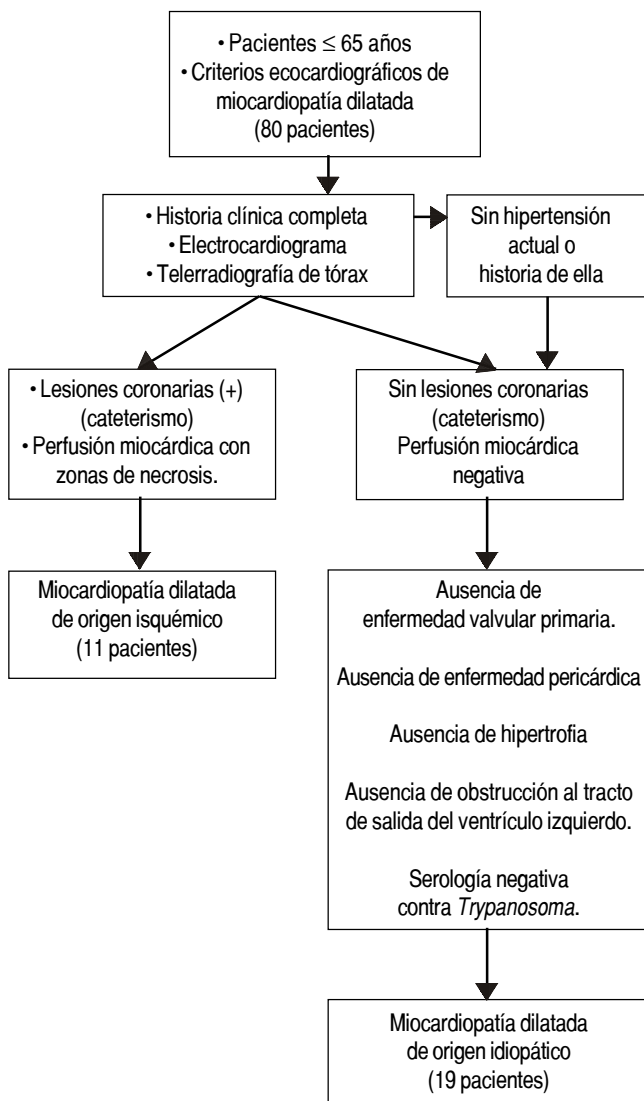 • Pacientes ≤ 65 años
• Criterios ecocardiográficos de
miocardiopatía dilatada
(80 pacientes)
• Historia clínica completa
• Electrocardiograma
• Telerradiografía de tórax
Sin hipertensión
actual o
historia de ella
• Lesiones coronarias (+)
(cateterismo)
• Perfusión miocárdica con
zonas de necrosis.
Sin lesiones coronarias
(cateterismo)
Perfusión miocárdica
negativa
Miocardiopatía dilatada
de origen isquémico
(11 pacientes)
Ausencia de
enfermedad valvular primaria.
Ausencia de enfermedad pericárdica
Ausencia de hipertrofia
Ausencia de obstrucción al tracto
de salida del ventrículo izquierdo.
Serología negativa
contra Trypanosoma.
Miocardiopatía dilatada
de origen idiopático
(19 pacientes)